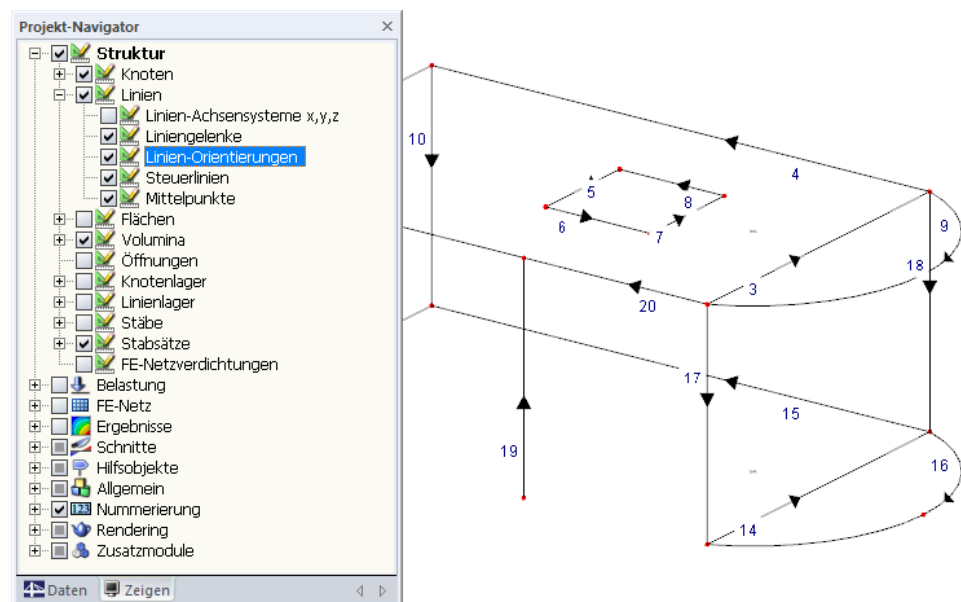 Projekt-Navigator
Struktur
Knoten
Linien
Linien-Achsensysteme x,y,z
Liniengelenke
Linien-Orientierungen
Steuerlinien
Mittelpunkte
Flächen
Volumina
Öffnungen
Knotenlager
Linienlager
Stäbe
Stabsätze
FE-Netzverdichtungen
Belastung
FE-Netz
Ergebnisse
Schnitte
Hilfsobjekte
Allgemein
123 Nummerierung
Rendering
Zusatzmodule
Daten Zeigen
10
4
5
8
6
7
9
18
3
20
17
15
19
16
14